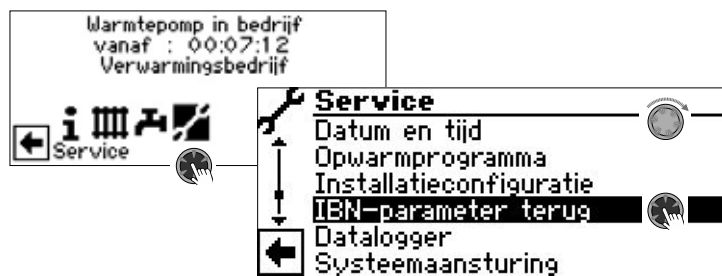 Warmtepomp in bedrijf
vanaf : 00:07:12
Verwarmingsbedrijf
Service
Service
Datum en tijd
Opwarmprogramma
Installatieconfiguratie
IBN-parameter terug
Datalogger
Systeemaansturing